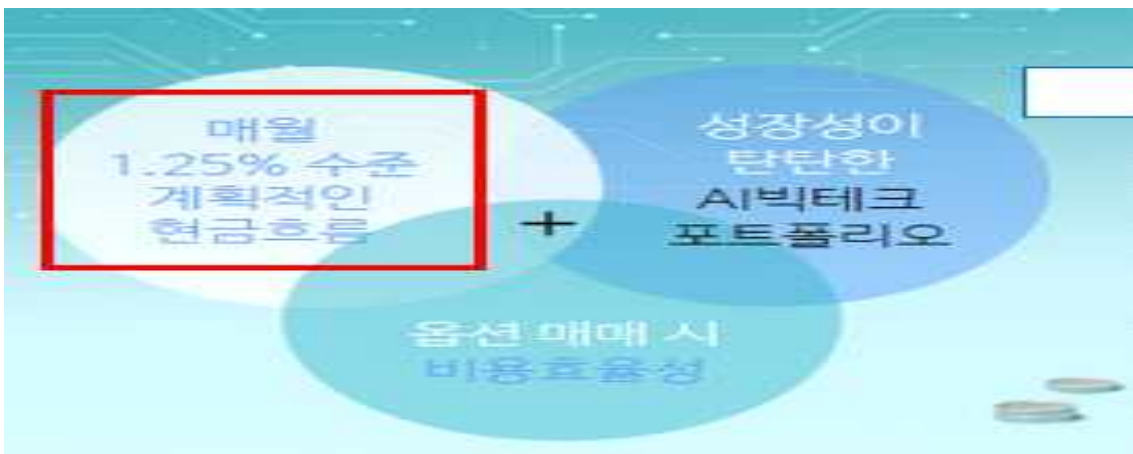 매월
1.25% 수준
계획적인
현금흐름
+
성장성이
탄탄한
AI빅테크
포트폴리오
옵션 매매 시
비용효율성